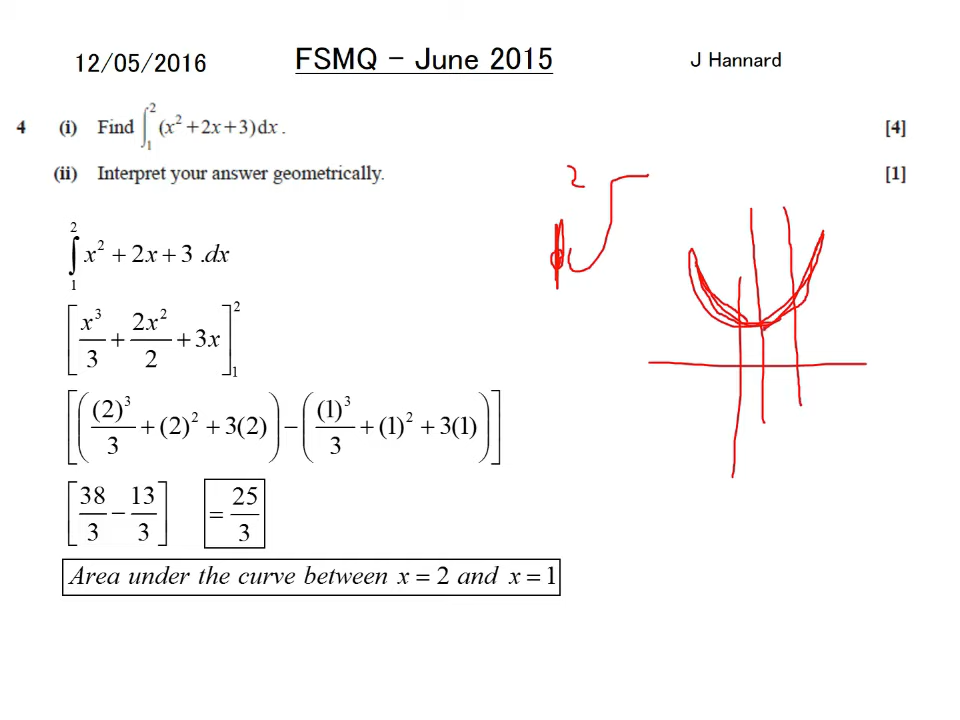 12/05/2016 FSMQ - June 2015 J Hannard
4 (i) Find ∫₁² (x² + 2x + 3) dx . [4]
(ii) Interpret your answer geometrically. [1]
2
∫₁² x² + 2x + 3 .dx
[x³/3 + 2x²/2 + 3x]₁²
[((2)³/3 + (2)² + 3(2)) − ((1)³/3 + (1)² + 3(1))]
[38/3 − 13/3] = 25/3
Area under the curve between x = 2 and x = 1